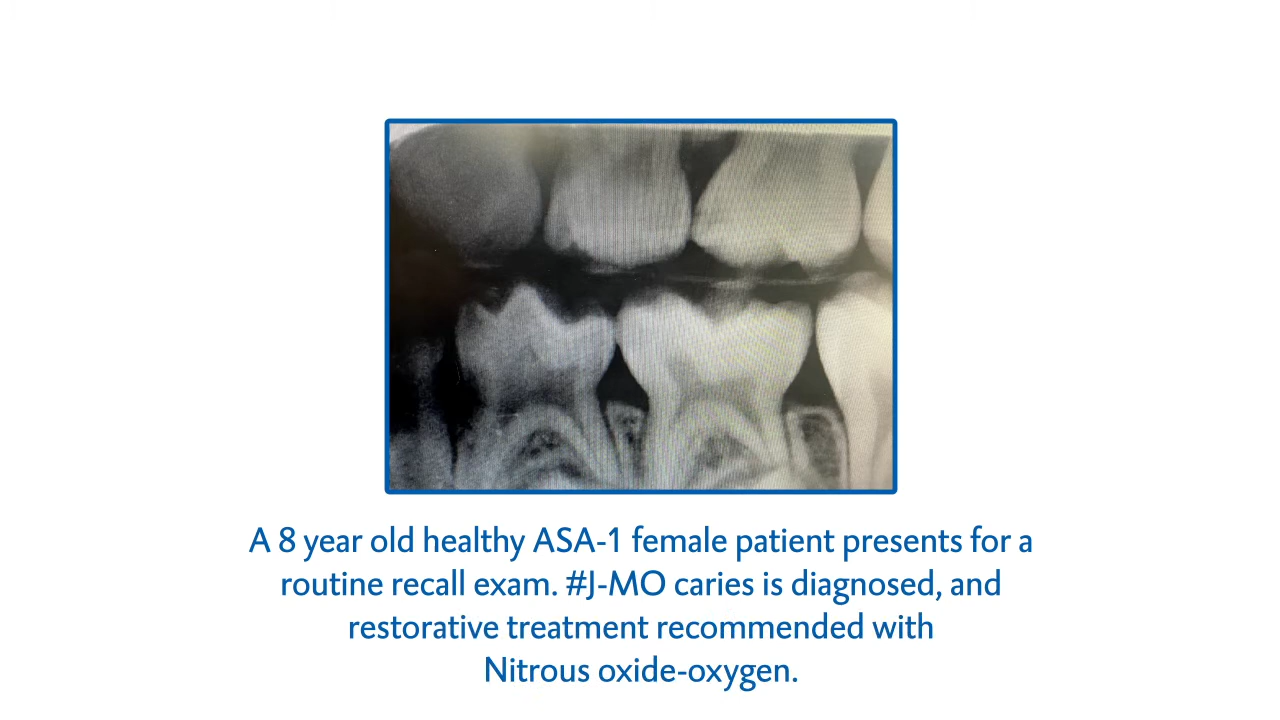 A 8 year old healthy ASA-1 female patient presents for a
routine recall exam. #J-MO caries is diagnosed, and
restorative treatment recommended with
Nitrous oxide-oxygen.